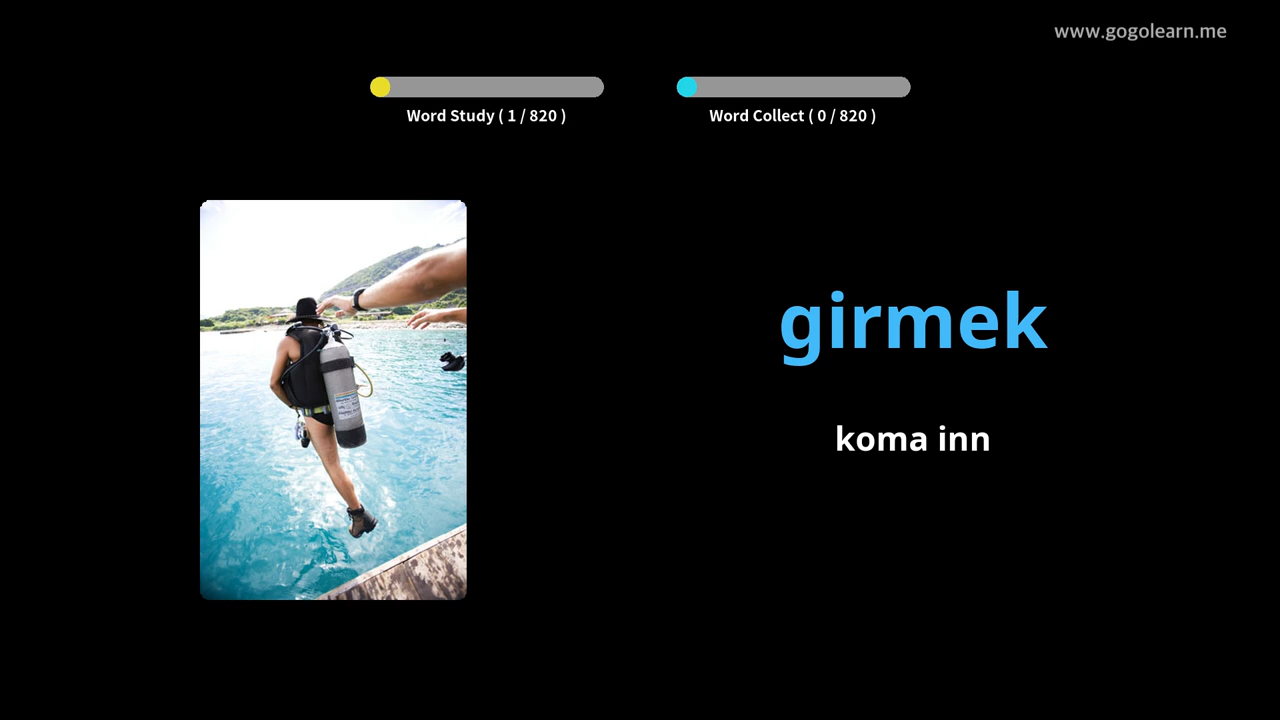 www.gogolearn.me
Word Study ( 1 / 820 )
Word Collect ( 0 / 820 )
girmek
koma inn